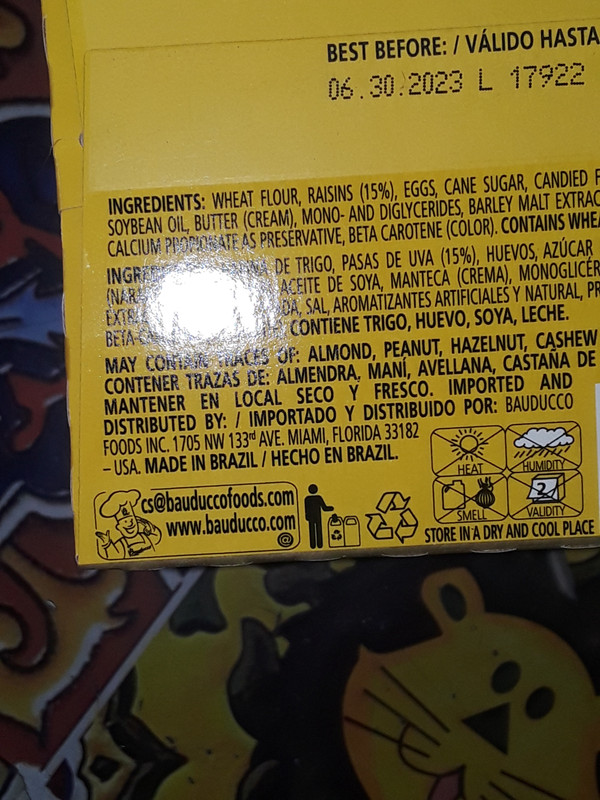 BEST BEFORE: / VÁLIDO HASTA
06.30.2023 L 17922
INGREDIENTS: WHEAT FLOUR, RAISINS (15%), EGGS, CANE SUGAR, CANDIED
SOYBEAN OIL, BUTTER (CREAM), MONO- AND DIGLYCERIDES, BARLEY MALT
CALCIUM PROPIONATE AS PRESERVATIVE, BETA CAROTENE (COLOR). CONTAINS
DE TRIGO, PASAS DE UVA (15%), HUEVOS, AZÚCAR
ACEITE DE SOYA, MANTECA (CREMA),
SAL, AROMATIZANTES ARTIFICIALES Y NATURAL,
CONTIENE TRIGO, HUEVO, SOYA, LECHE.
MAY CONTAIN TRACES OF: ALMOND, PEANUT, HAZELNUT, CASHEW
CONTENER TRAZAS DE: ALMENDRA, MANÍ, AVELLANA, CASTAÑA DE
MANTENER EN LOCAL SECO Y FRESCO. IMPORTED AND
DISTRIBUTED BY: / IMPORTADO Y DISTRIBUIDO POR: BAUDUCCO
FOODS INC. 1705 NW 133rd AVE. MIAMI, FLORIDA 33182
– USA. MADE IN BRAZIL / HECHO EN BRAZIL.
HEAT HUMIDITY
cs@bauduccofoods.com
www.bauducco.com
@
2
SMELL VALIDITY
STORE IN A DRY AND COOL PLACE